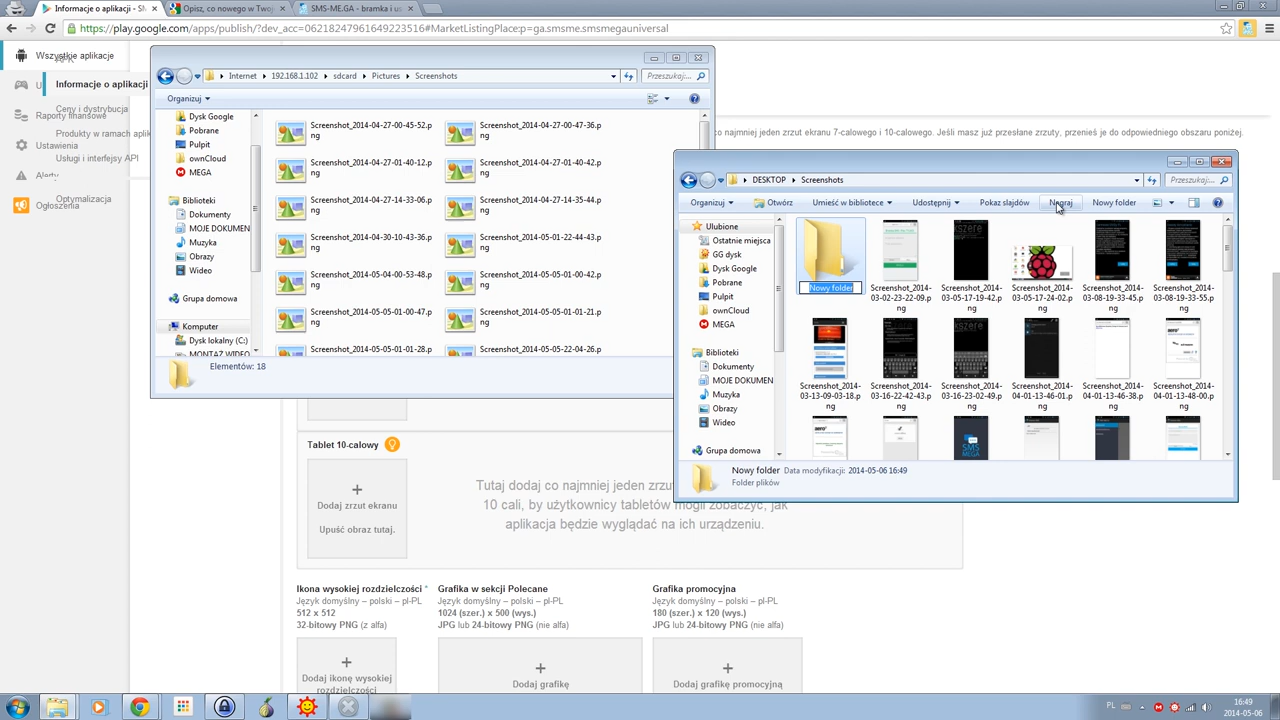 Informacje o aplikacji - S
Opisz, co nowego w Twoj
SMS-ME.GA - bramka i us
https://play.google.com/apps/publish/?dev_acc=06218247961649223516#MarketListingPlace:p=ga.smsme.smsmegauniversal
Wszystkie aplikacje
Informacje o aplikacji
Ceny i dystrybucja
Raporty finansowe
Produkty w ramach aplik
Ustawienia
Usługi i interfejsy API
Alerty
Optymalizacja
Ogłoszenia
Internet
192.168.1.102
sdcard
Pictures
Screenshots
Przeszukaj:...
Organizuj
Dysk Google
Pobrane
Pulpit
ownCloud
MEGA
Biblioteki
Dokumenty
MOJE DOKUMEN
Muzyka
Obrazy
Wideo
Grupa domowa
Komputer
Dysk lokalny (C:)
MONTAŻ WIDEO
Screenshot_2014-04-27-00-45-52.png
Screenshot_2014-04-27-00-47-36.png
Screenshot_2014-04-27-01-40-12.png
Screenshot_2014-04-27-01-40-42.png
Screenshot_2014-04-27-14-33-06.png
Screenshot_2014-04-27-14-35-44.png
Screenshot_2014-04-30-10-43-36.png
Screenshot_2014-05-01-22-44-43.png
Screenshot_2014-05-04-00-53-48.png
Screenshot_2014-05-05-01-00-42.png
Screenshot_2014-05-05-01-00-47.png
Screenshot_2014-05-05-01-01-21.png
Elementów: 18
co najmniej jeden zrzut ekranu 7-calowego i 10-calowego. Jeśli masz już przesłane zrzuty, przenieś je do odpowiedniego obszaru poniżej.
DESKTOP
Screenshots
Przeszukaj:...
Organizuj
Otwórz
Umieść w bibliotece
Udostępnij
Pokaz slajdów
Nagraj
Nowy folder
Ulubione
Ostatnie miejsca
GG dysk
Dysk Google
Pobrane
Pulpit
ownCloud
MEGA
Biblioteki
Dokumenty
MOJE DOKUMEN
Muzyka
Obrazy
Wideo
Grupa domowa
Nowy folder
Screenshot_2014-03-02-23-22-09.png
Screenshot_2014-03-05-17-19-42.png
Screenshot_2014-03-05-17-24-02.png
Screenshot_2014-03-08-19-33-45.png
Screenshot_2014-03-08-19-33-55.png
Screenshot_2014-03-13-09-03-18.png
Screenshot_2014-03-16-22-42-43.png
Screenshot_2014-03-16-23-02-49.png
Screenshot_2014-04-01-13-46-01.png
Screenshot_2014-04-01-13-46-38.png
Screenshot_2014-04-01-13-48-00.png
SMS
MEGA
Nowy folder
Data modyfikacji: 2014-05-06 16:49
Folder plików
Tablet 10-calowy
Dodaj zrzut ekranu
Upuść obraz tutaj.
Tutaj dodaj co najmniej jeden zrzut
10 cali, by użytkownicy tabletów mogli zobaczyć, jak
aplikacja będzie wyglądać na ich urządzeniu.
Ikona wysokiej rozdzielczości *
Język domyślny – polski – pl-PL
512 x 512
32-bitowy PNG (z alfa)
Dodaj ikonę wysokiej
rozdzielczości
Grafika w sekcji Polecane
Język domyślny – polski – pl-PL
1024 (szer.) x 500 (wys.)
JPG lub 24-bitowy PNG (nie alfa)
Dodaj grafikę
Grafika promocyjna
Język domyślny – polski – pl-PL
180 (szer.) x 120 (wys.)
JPG lub 24-bitowy PNG (nie alfa)
Dodaj grafikę promocyjną
PL
16:49
2014-05-06